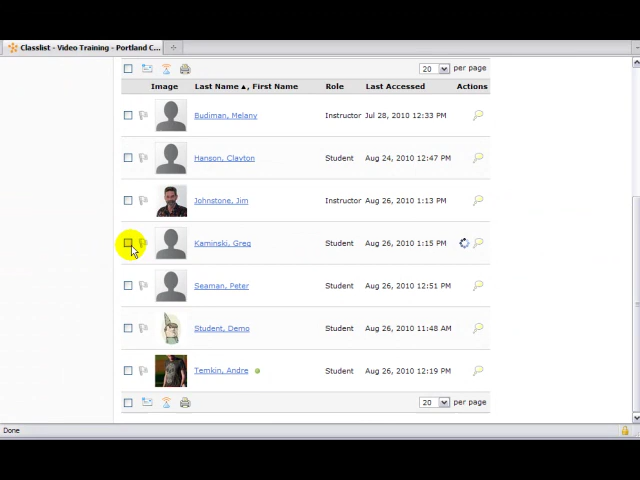 Classlist - Video Training - Portland C...
20 per page
Image Last Name ▲, First Name Role Last Accessed Actions
Budiman, Melany Instructor Jul 28, 2010 12:33 PM
Hanson, Clayton Student Aug 24, 2010 12:47 PM
Johnstone, Jim Instructor Aug 26, 2010 1:13 PM
Kaminski, Greg Student Aug 26, 2010 1:15 PM
Seaman, Peter Student Aug 26, 2010 12:51 PM
Student, Demo Student Aug 26, 2010 11:48 AM
Temkin, Andre Student Aug 26, 2010 12:19 PM
20 per page
Done